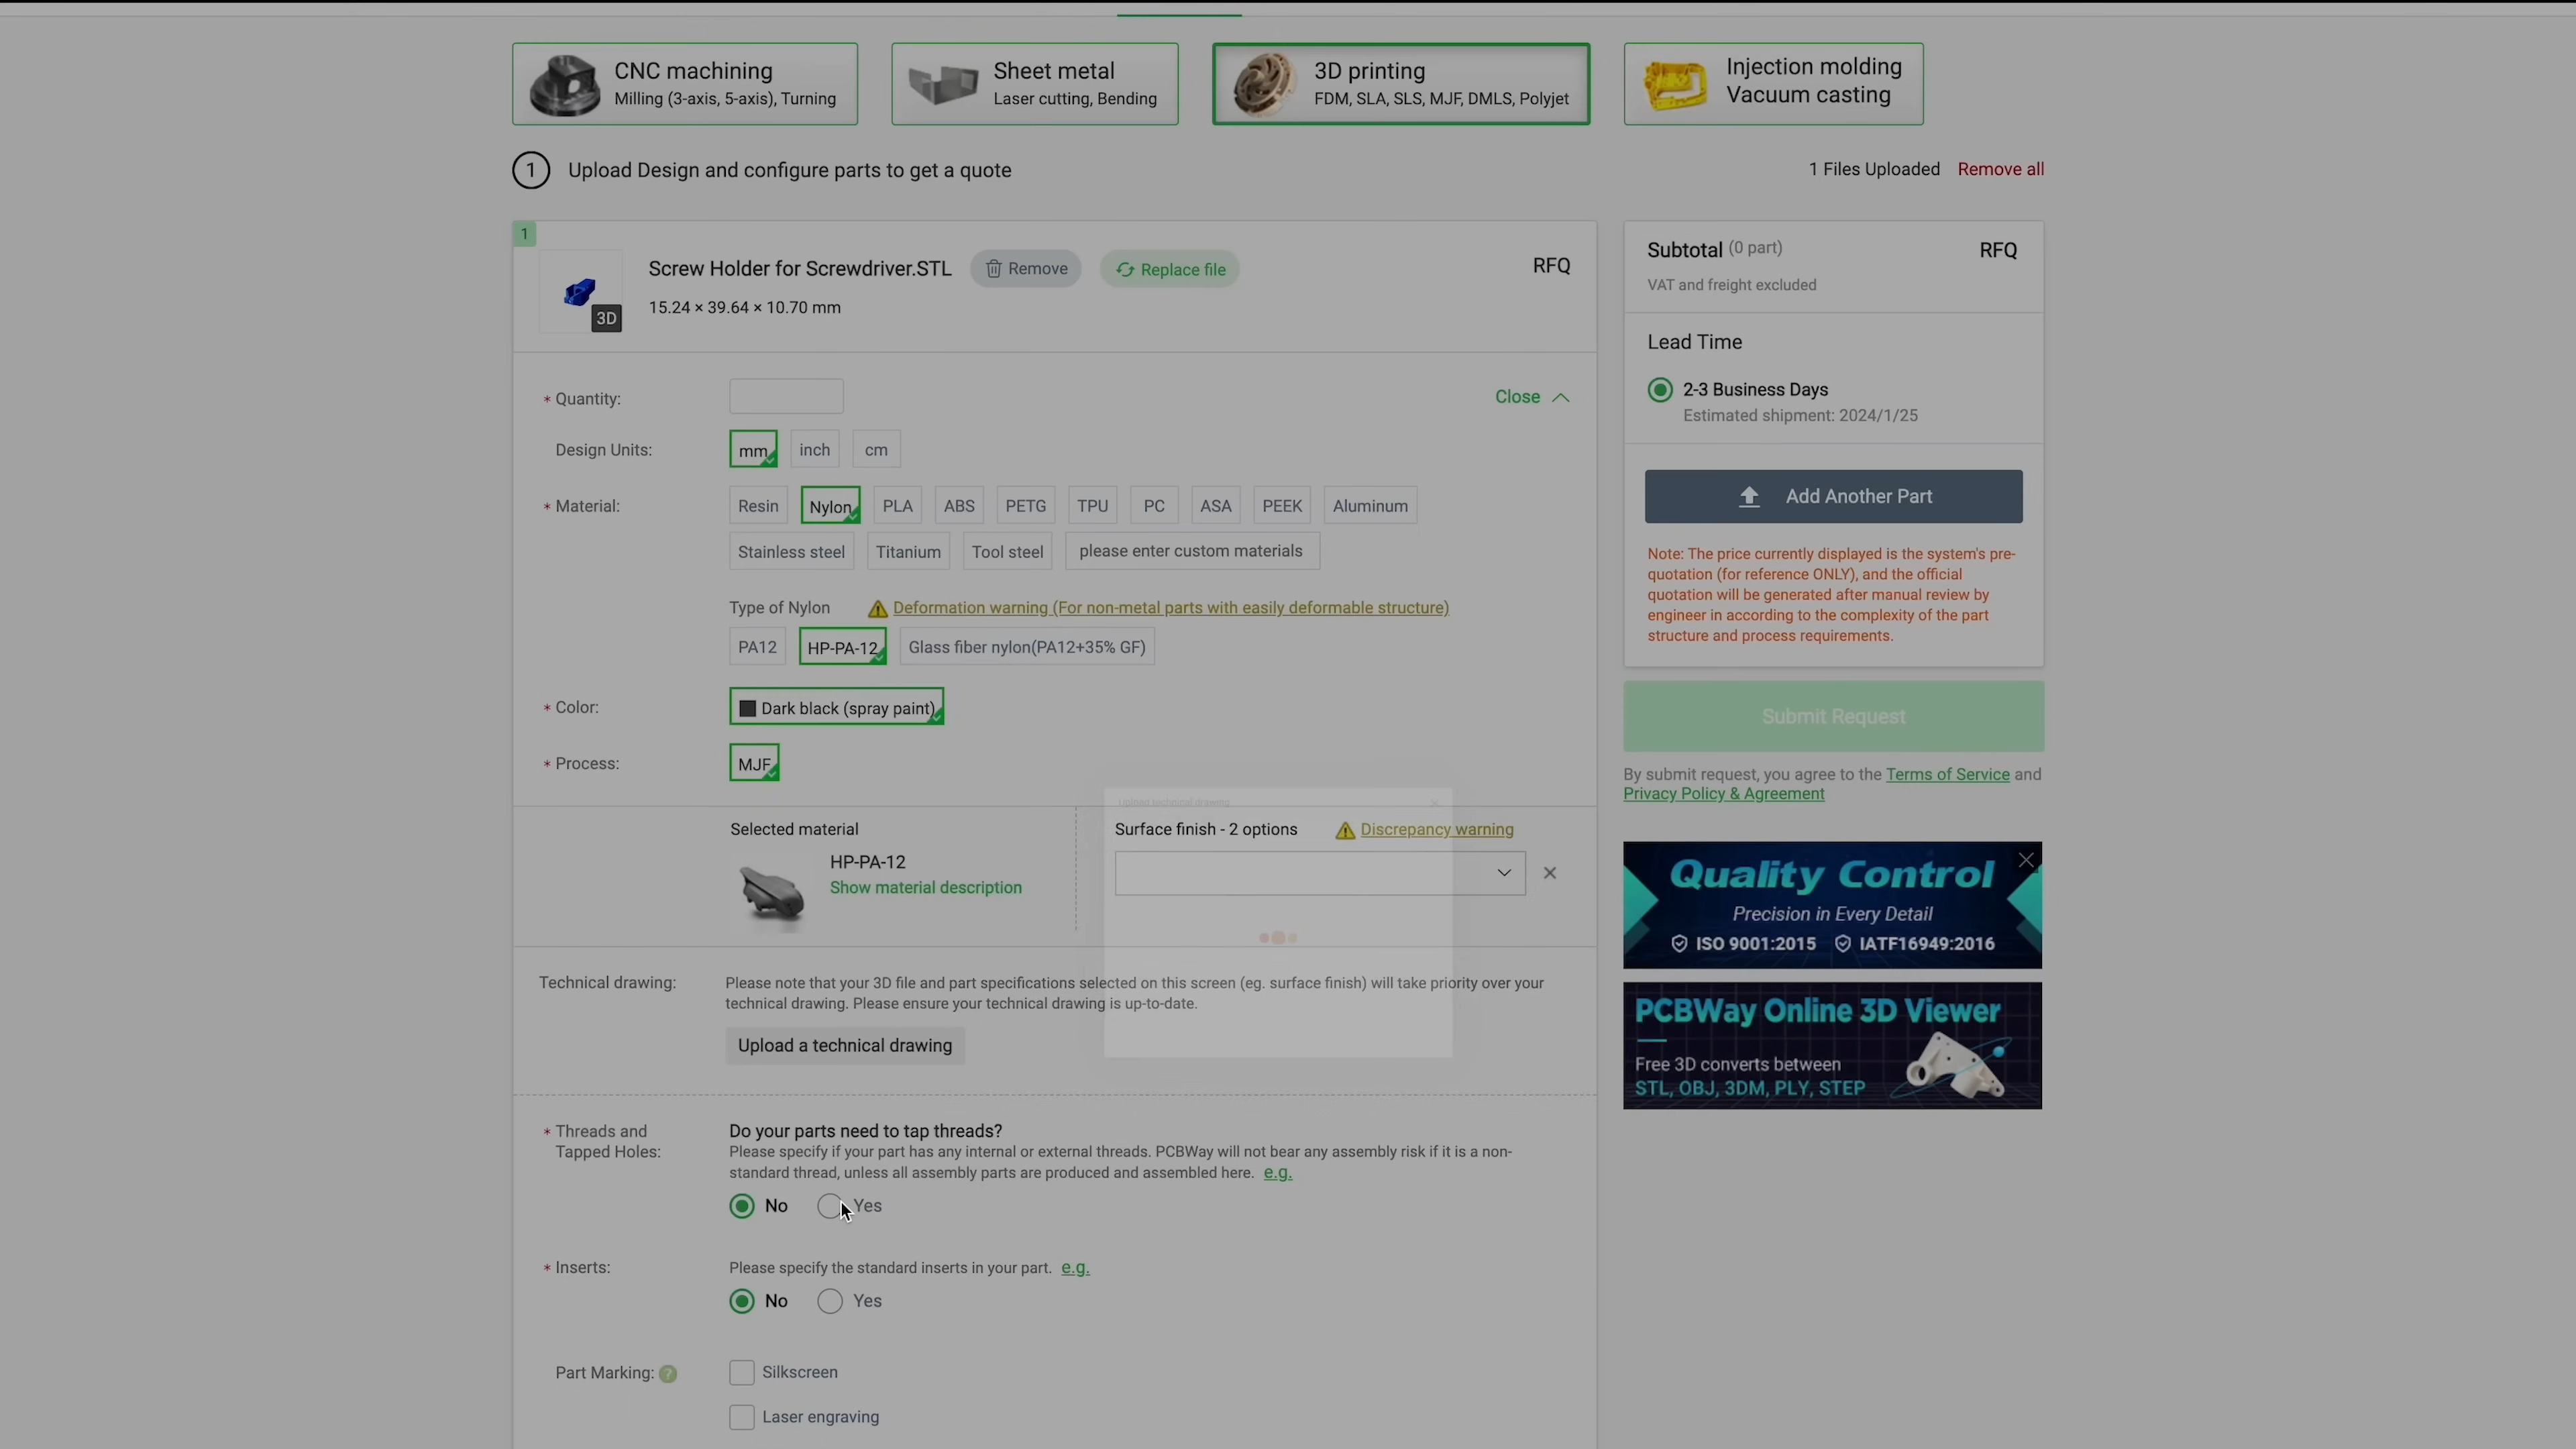 CNC machining
Milling (3-axis, 5-axis), Turning
Sheet metal
Laser cutting, Bending
3D printing
FDM, SLA, SLS, MJF, DMLS, Polyjet
Injection molding
Vacuum casting
1 Upload Design and configure parts to get a quote
1 Files Uploaded Remove all
1
3D
Screw Holder for Screwdriver.STL Remove Replace file RFQ
15.24 × 39.64 × 10.70 mm
* Quantity: Close
Design Units: mm inch cm
* Material: Resin Nylon PLA ABS PETG TPU PC ASA PEEK Aluminum
Stainless steel Titanium Tool steel please enter custom materials
Type of Nylon Deformation warning (For non-metal parts with easily deformable structure)
PA12 HP-PA-12 Glass fiber nylon(PA12+35% GF)
* Color: Dark black (spray paint)
* Process: MJF
Upload technical drawing
Selected material
HP-PA-12
Show material description
Surface finish - 2 options Discrepancy warning
Technical drawing: Please note that your 3D file and part specifications selected on this screen (eg. surface finish) will take priority over your
technical drawing. Please ensure your technical drawing is up-to-date.
Upload a technical drawing
* Threads and
Tapped Holes:
Do your parts need to tap threads?
Please specify if your part has any internal or external threads. PCBWay will not bear any assembly risk if it is a non-
standard thread, unless all assembly parts are produced and assembled here. e.g.
No Yes
* Inserts: Please specify the standard inserts in your part. e.g.
No Yes
Part Marking: ? Silkscreen
Laser engraving
Subtotal (0 part) RFQ
VAT and freight excluded
Lead Time
2-3 Business Days
Estimated shipment: 2024/1/25
Add Another Part
Note: The price currently displayed is the system's pre-
quotation (for reference ONLY), and the official
quotation will be generated after manual review by
engineer in according to the complexity of the part
structure and process requirements.
Submit Request
By submit request, you agree to the Terms of Service and
Privacy Policy & Agreement
Quality Control
Precision in Every Detail
ISO 9001:2015 IATF16949:2016
PCBWay Online 3D Viewer
Free 3D converts between
STL, OBJ, 3DM, PLY, STEP